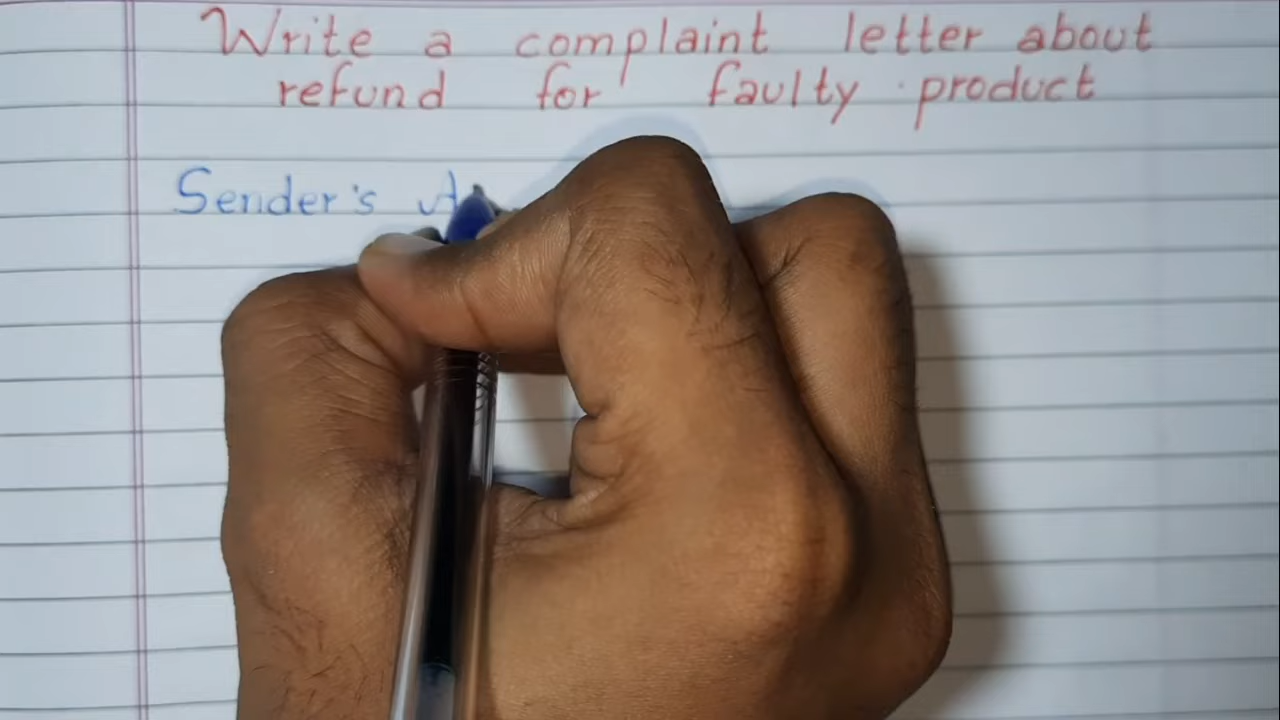 Write a complaint letter about
refund for faulty product
Sender's